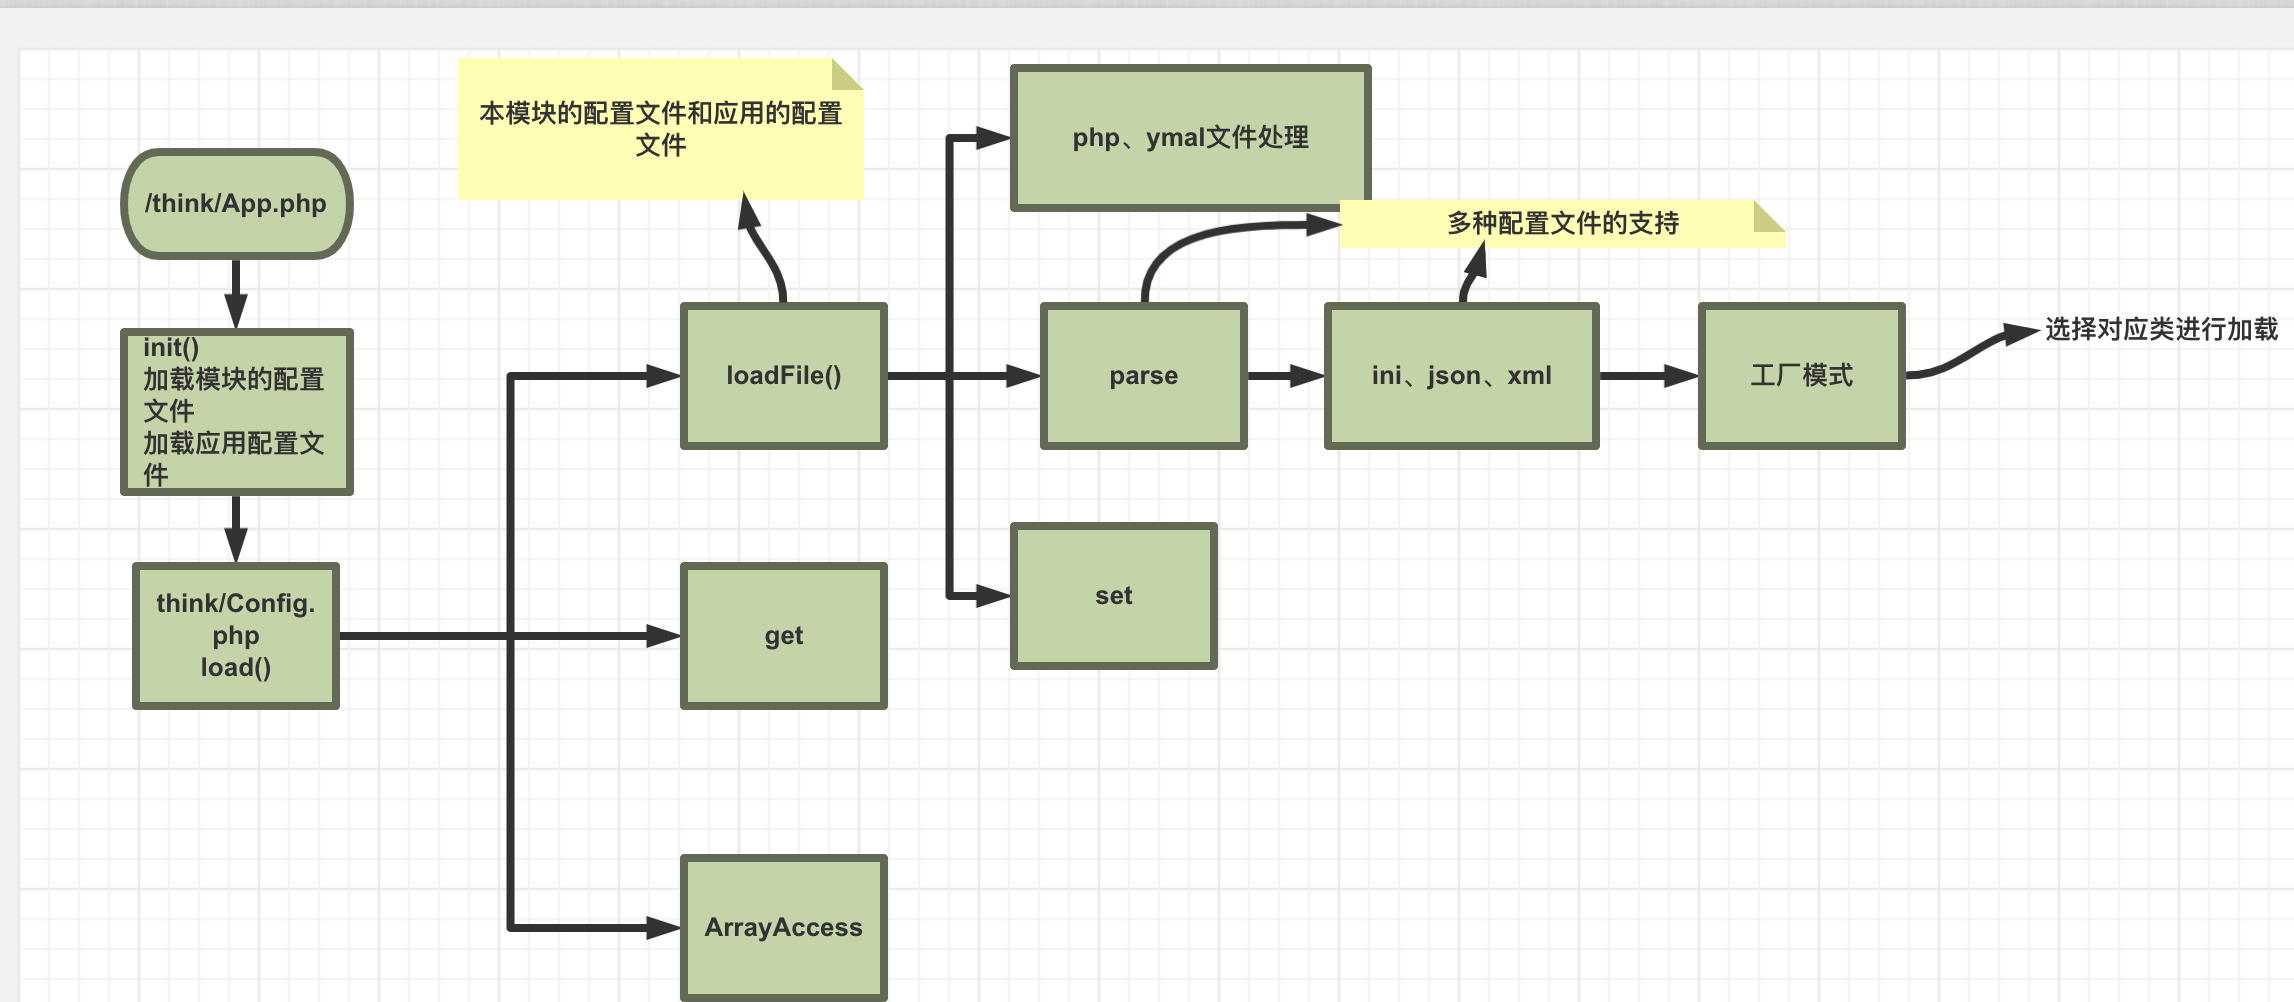 本模块的配置文件和应用的配置
文件
php、ymal文件处理
/think/App.php
多种配置文件的支持
init()
加载模块的配置
文件
加载应用配置文
件
loadFile()
parse
ini、json、xml
工厂模式
选择对应类进行加载
think/Config.
php
load()
get
set
ArrayAccess